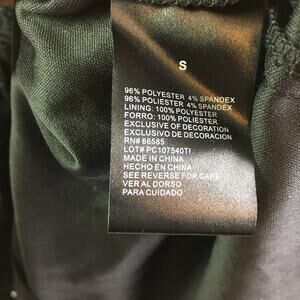 S
96% POLYESTER 4% SPANDEX
96% POLIESTER 4% SPANDEX
LINING: 100% POLYESTER
FORRO: 100% POLIESTER
EXCLUSIVE OF DECORATION
EXCLUSIVO DE DECORACION
RN# 66585
LOT# PC107540TI
MADE IN CHINA
HECHO EN CHINA
SEE REVERSE FOR CARE
VER AL DORSO
PARA CUIDADO